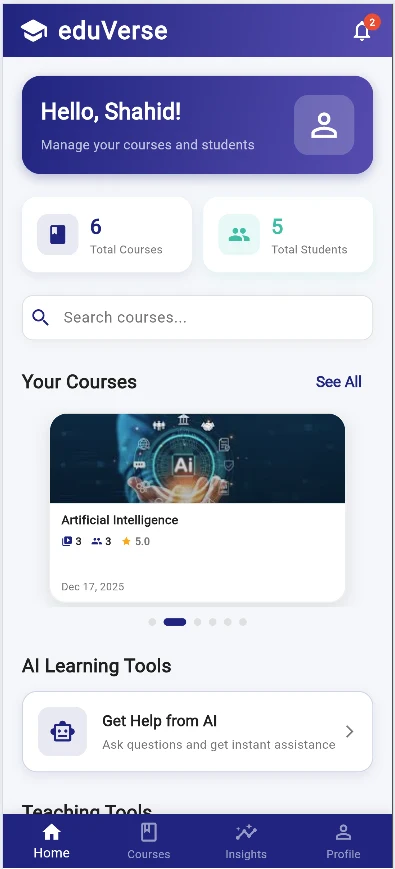 eduVerse
2
Hello, Shahid!
Manage your courses and students
6
Total Courses
5
Total Students
Search courses...
Your Courses
See All
Ai
Artificial Intelligence
3 3 5.0
Dec 17, 2025
AI Learning Tools
Get Help from AI
Ask questions and get instant assistance
Teaching Tools
Home
Courses
Insights
Profile